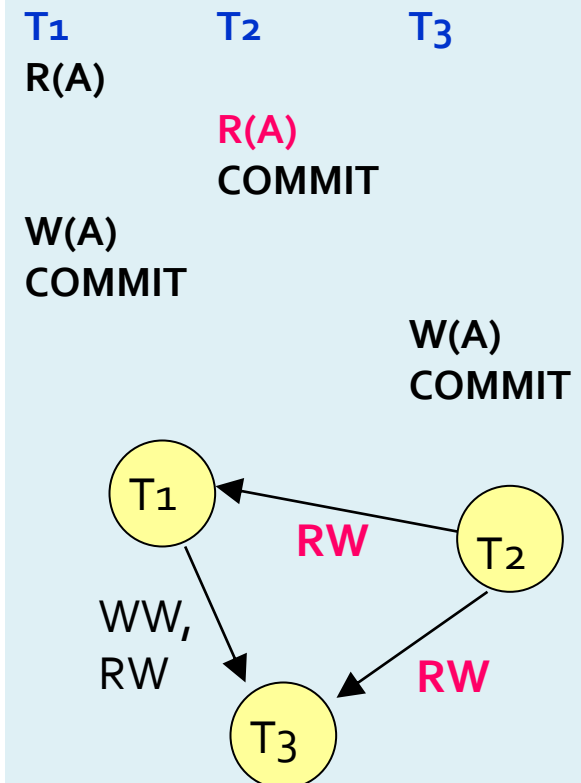 T1 T2 T3
R(A)
R(A)
COMMIT
W(A)
COMMIT
W(A)
COMMIT
T1
RW
T2
WW,
RW
RW
T3